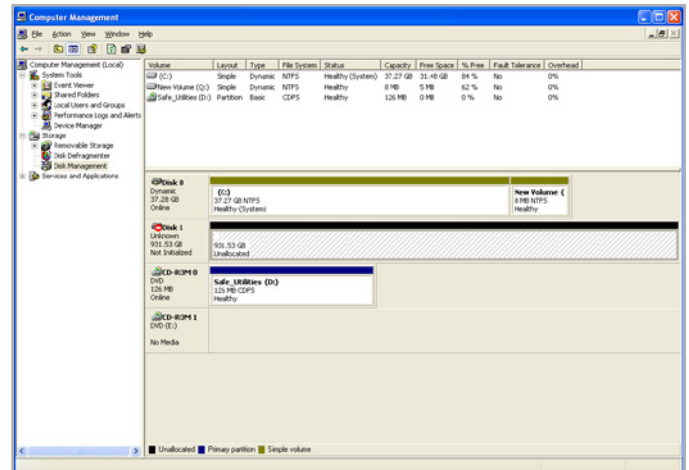 Computer Management
File Action View Window Help
Computer Management (Local)
System Tools
Event Viewer
Shared Folders
Local Users and Groups
Performance Logs and Alerts
Device Manager
Storage
Removable Storage
Disk Defragmenter
Disk Management
Services and Applications
Volume Layout Type File System Status Capacity Free Space % Free Fault Tolerance Overhead
(C:) Simple Dynamic NTFS Healthy (System) 37.27 GB 31.48 GB 84 % No 0%
New Volume (Q:) Simple Dynamic NTFS Healthy 8 MB 5 MB 62 % No 0%
Safe_Utilities (D:) Partition Basic CDFS Healthy 126 MB 0 MB 0 % No 0%
Disk 0
Dynamic
37.28 GB
Online
(C:)
37.27 GB NTFS
Healthy (System)
New Volume (
8 MB NTFS
Healthy
Disk 1
Unknown
931.53 GB
Not Initialized
931.53 GB
Unallocated
CD-ROM 0
DVD
126 MB
Online
Safe_Utilities (D:)
126 MB CDFS
Healthy
CD-ROM 1
DVD (E:)
No Media
Unallocated Primary partition Simple volume